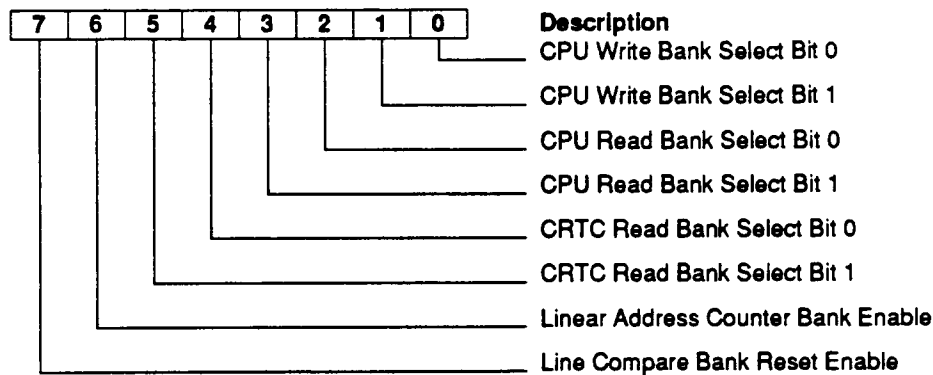 7 6 5 4 3 2 1 0 Description
CPU Write Bank Select Bit 0
CPU Write Bank Select Bit 1
CPU Read Bank Select Bit 0
CPU Read Bank Select Bit 1
CRTC Read Bank Select Bit 0
CRTC Read Bank Select Bit 1
Linear Address Counter Bank Enable
Line Compare Bank Reset Enable